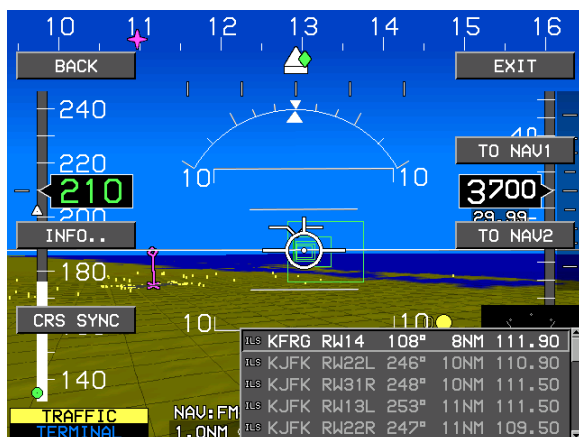 10 11 12 13 14 15 16
BACK
EXIT
240
TO NAV1
220
10 10
210
3700
200
29.99
INFO..
TO NAV2
180
CRS SYNC
10 10
ILS KFRG RW14 108° 8NM 111.90
ILS KJFK RW22L 246° 10NM 110.90
140
ILS KJFK RW31R 248° 10NM 111.50
TRAFFIC
NAV:FM
ILS KJFK RW13L 253° 11NM 111.50
TERMINAL
1.0NM
ILS KJFK RW22R 247° 11NM 109.50